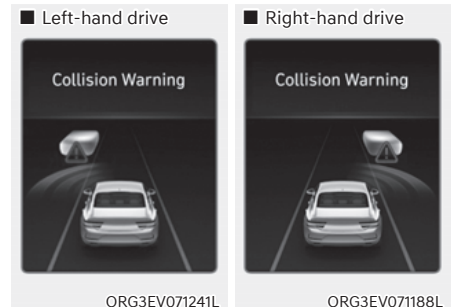 ■ Left-hand drive
■ Right-hand drive
Collision Warning
Collision Warning
ORG3EV071241L
ORG3EV071188L